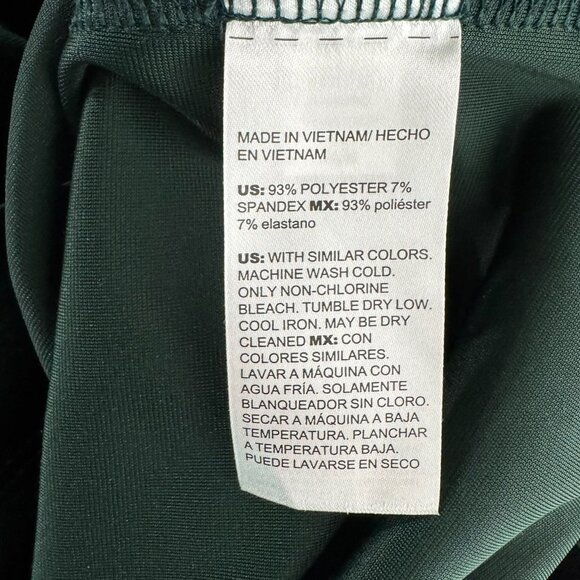 MADE IN VIETNAM/ HECHO
EN VIETNAM
US: 93% POLYESTER 7%
SPANDEX MX: 93% poliéster
7% elastano
US: WITH SIMILAR COLORS.
MACHINE WASH COLD.
ONLY NON-CHLORINE
BLEACH. TUMBLE DRY LOW.
COOL IRON. MAY BE DRY
CLEANED MX: CON
COLORES SIMILARES.
LAVAR A MÁQUINA CON
AGUA FRÍA. SOLAMENTE
BLANQUEADOR SIN CLORO.
SECAR A MÁQUINA A BAJA
TEMPERATURA. PLANCHAR
A TEMPERATURA BAJA.
PUEDE LAVARSE EN SECO